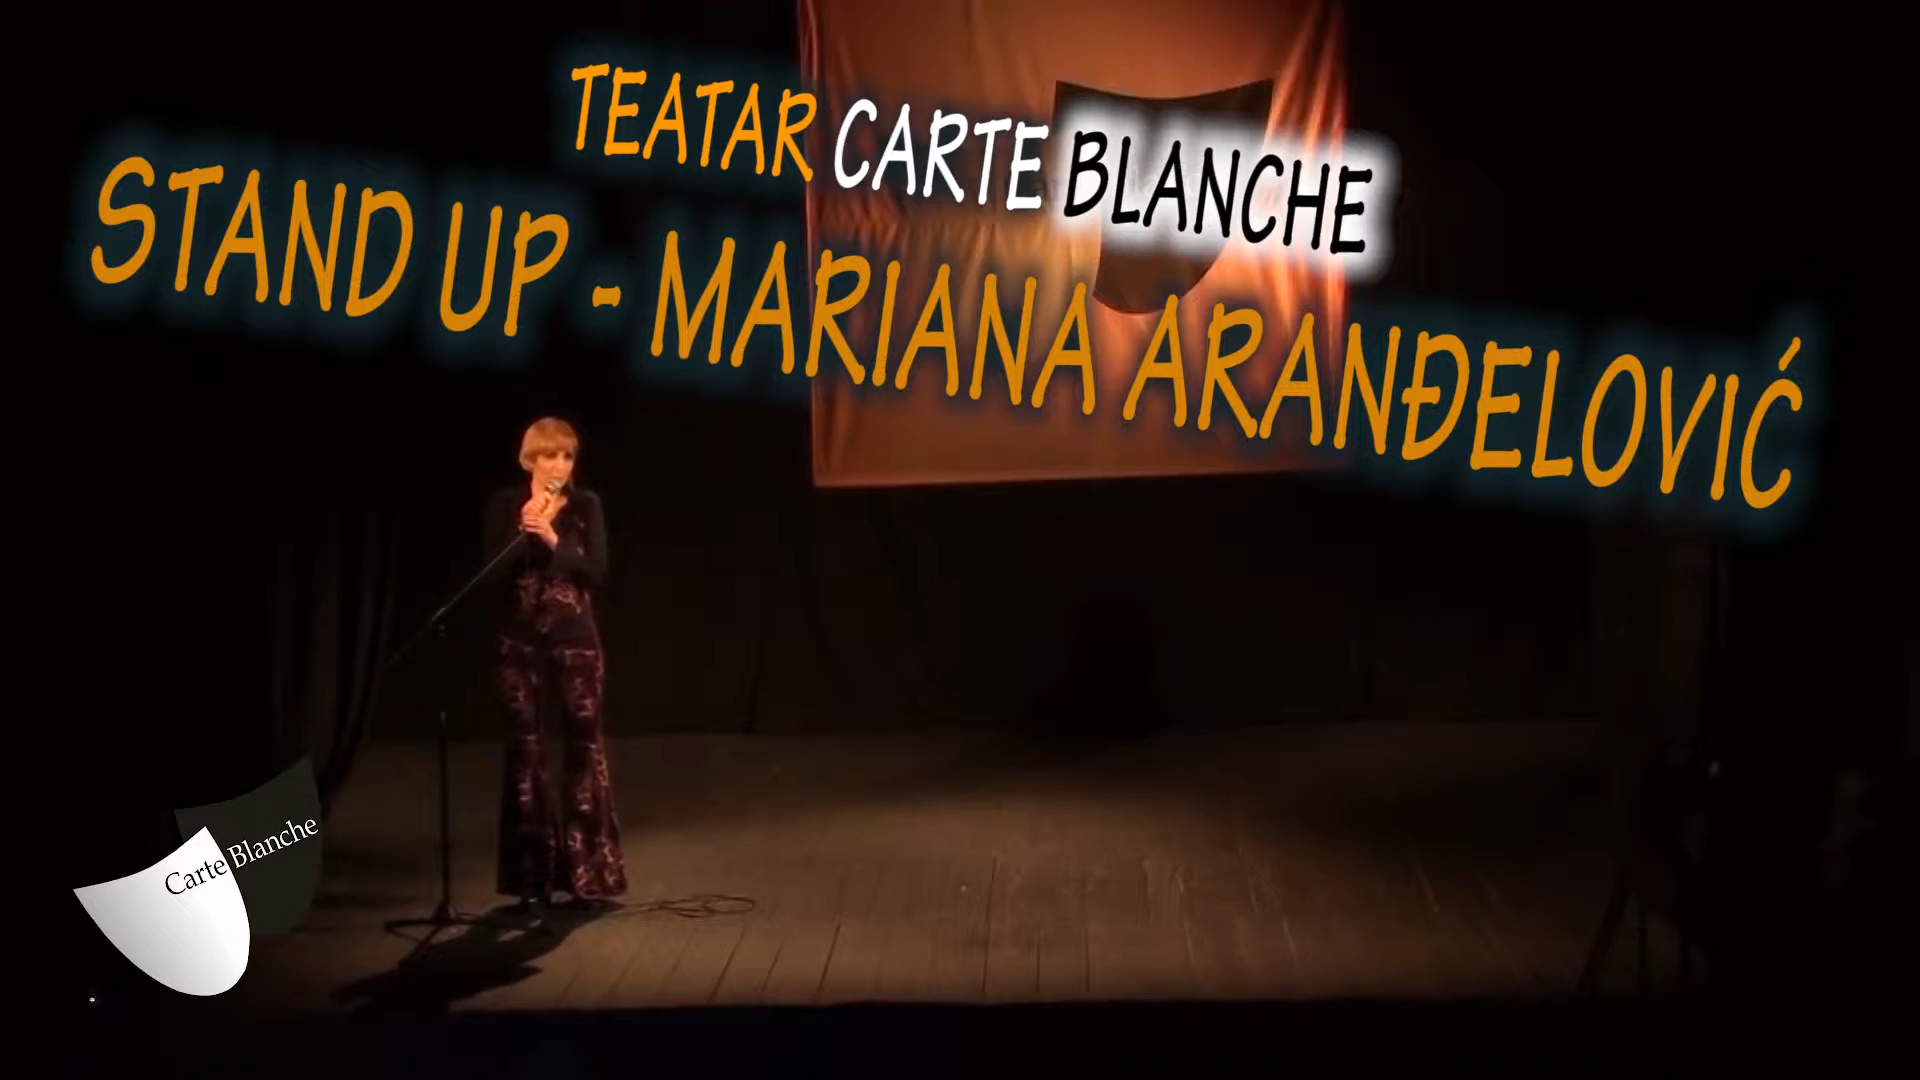 TEATAR CARTE BLANCHE
STAND UP - MARIANA ARANĐELOVIĆ
Carte Blanche